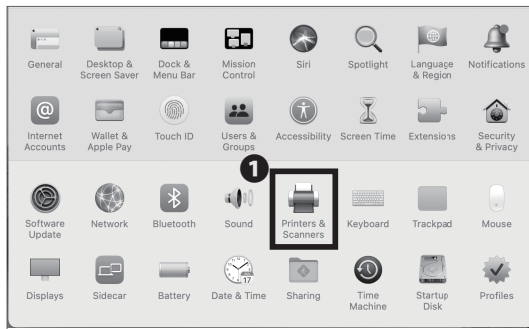 General Desktop & Dock & Mission Siri Spotlight Language Notifications
Screen Saver Menu Bar Control & Region
@
Internet Wallet & Touch ID Users & Accessibility Screen Time Extensions Security
Accounts Apple Pay Groups & Privacy
1
Software Network Bluetooth Sound Printers & Keyboard Trackpad Mouse
Update Scanners
17
Displays Sidecar Battery Date & Time Sharing Time Startup Profiles
Machine Disk